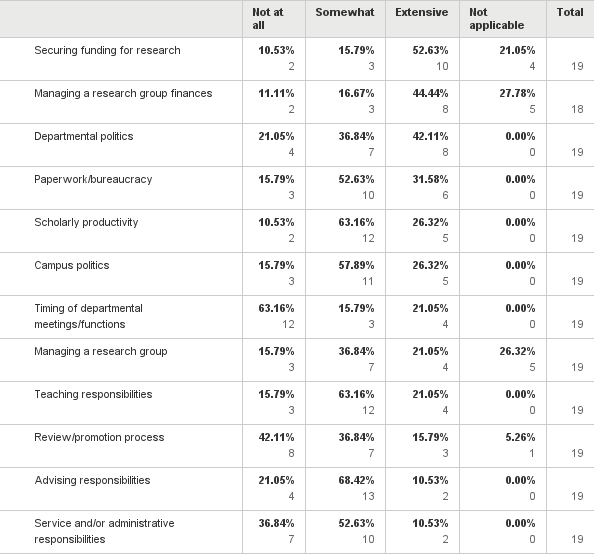 Not at all Somewhat Extensive Not applicable Total
Securing funding for research 10.53% 15.79% 52.63% 21.05%
2 3 10 4 19
Managing a research group finances 11.11% 16.67% 44.44% 27.78%
2 3 8 5 18
Departmental politics 21.05% 36.84% 42.11% 0.00%
4 7 8 0 19
Paperwork/bureaucracy 15.79% 52.63% 31.58% 0.00%
3 10 6 0 19
Scholarly productivity 10.53% 63.16% 26.32% 0.00%
2 12 5 0 19
Campus politics 15.79% 57.89% 26.32% 0.00%
3 11 5 0 19
Timing of departmental 63.16% 15.79% 21.05% 0.00%
meetings/functions 12 3 4 0 19
Managing a research group 15.79% 36.84% 21.05% 26.32%
3 7 4 5 19
Teaching responsibilities 15.79% 63.16% 21.05% 0.00%
3 12 4 0 19
Review/promotion process 42.11% 36.84% 15.79% 5.26%
8 7 3 1 19
Advising responsibilities 21.05% 68.42% 10.53% 0.00%
4 13 2 0 19
Service and/or administrative 36.84% 52.63% 10.53% 0.00%
responsibilities 7 10 2 0 19